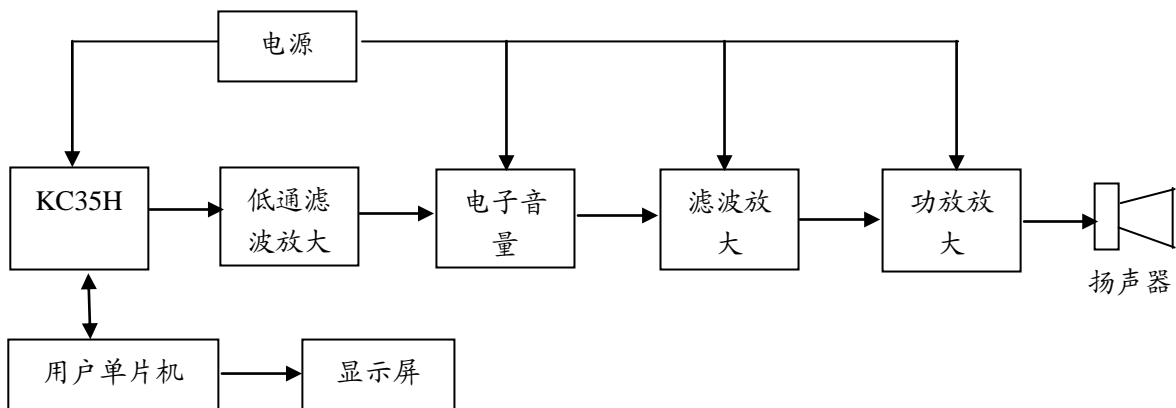 电源
KC35H
低通滤
波放大
电子音
量
滤波放
大
功放放
大
扬声器
用户单片机
显示屏